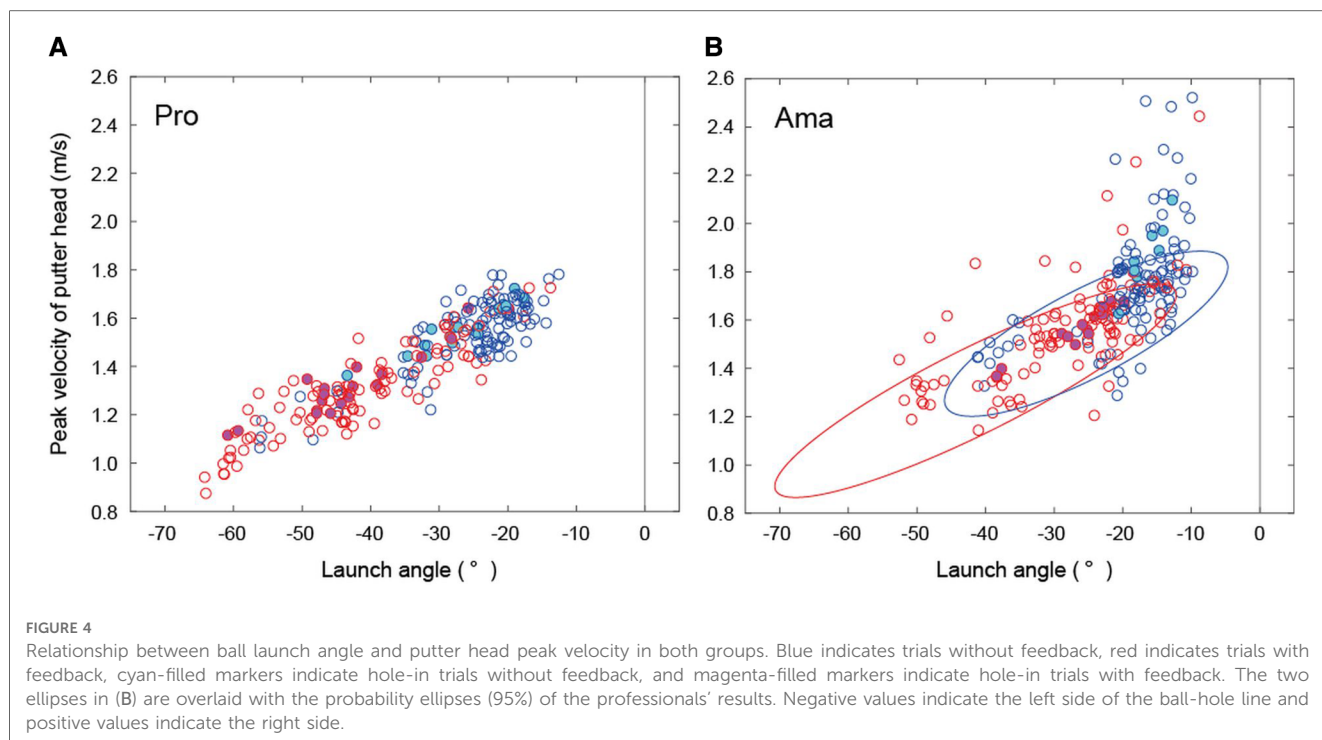 A
B
2.6
2.4
2.2
2.0
1.8
1.6
1.4
1.2
1.0
0.8
Peak velocity of putter head (m/s)
Pro
-70 -60 -50 -40 -30 -20 -10 0
Launch angle ( ° )
2.6
2.4
2.2
2.0
1.8
1.6
1.4
1.2
1.0
0.8
Ama
-70 -60 -50 -40 -30 -20 -10 0
Launch angle ( ° )
FIGURE 4
Relationship between ball launch angle and putter head peak velocity in both groups. Blue indicates trials without feedback, red indicates trials with
feedback, cyan-filled markers indicate hole-in trials without feedback, and magenta-filled markers indicate hole-in trials with feedback. The two
ellipses in (B) are overlaid with the probability ellipses (95%) of the professionals' results. Negative values indicate the left side of the ball-hole line and
positive values indicate the right side.